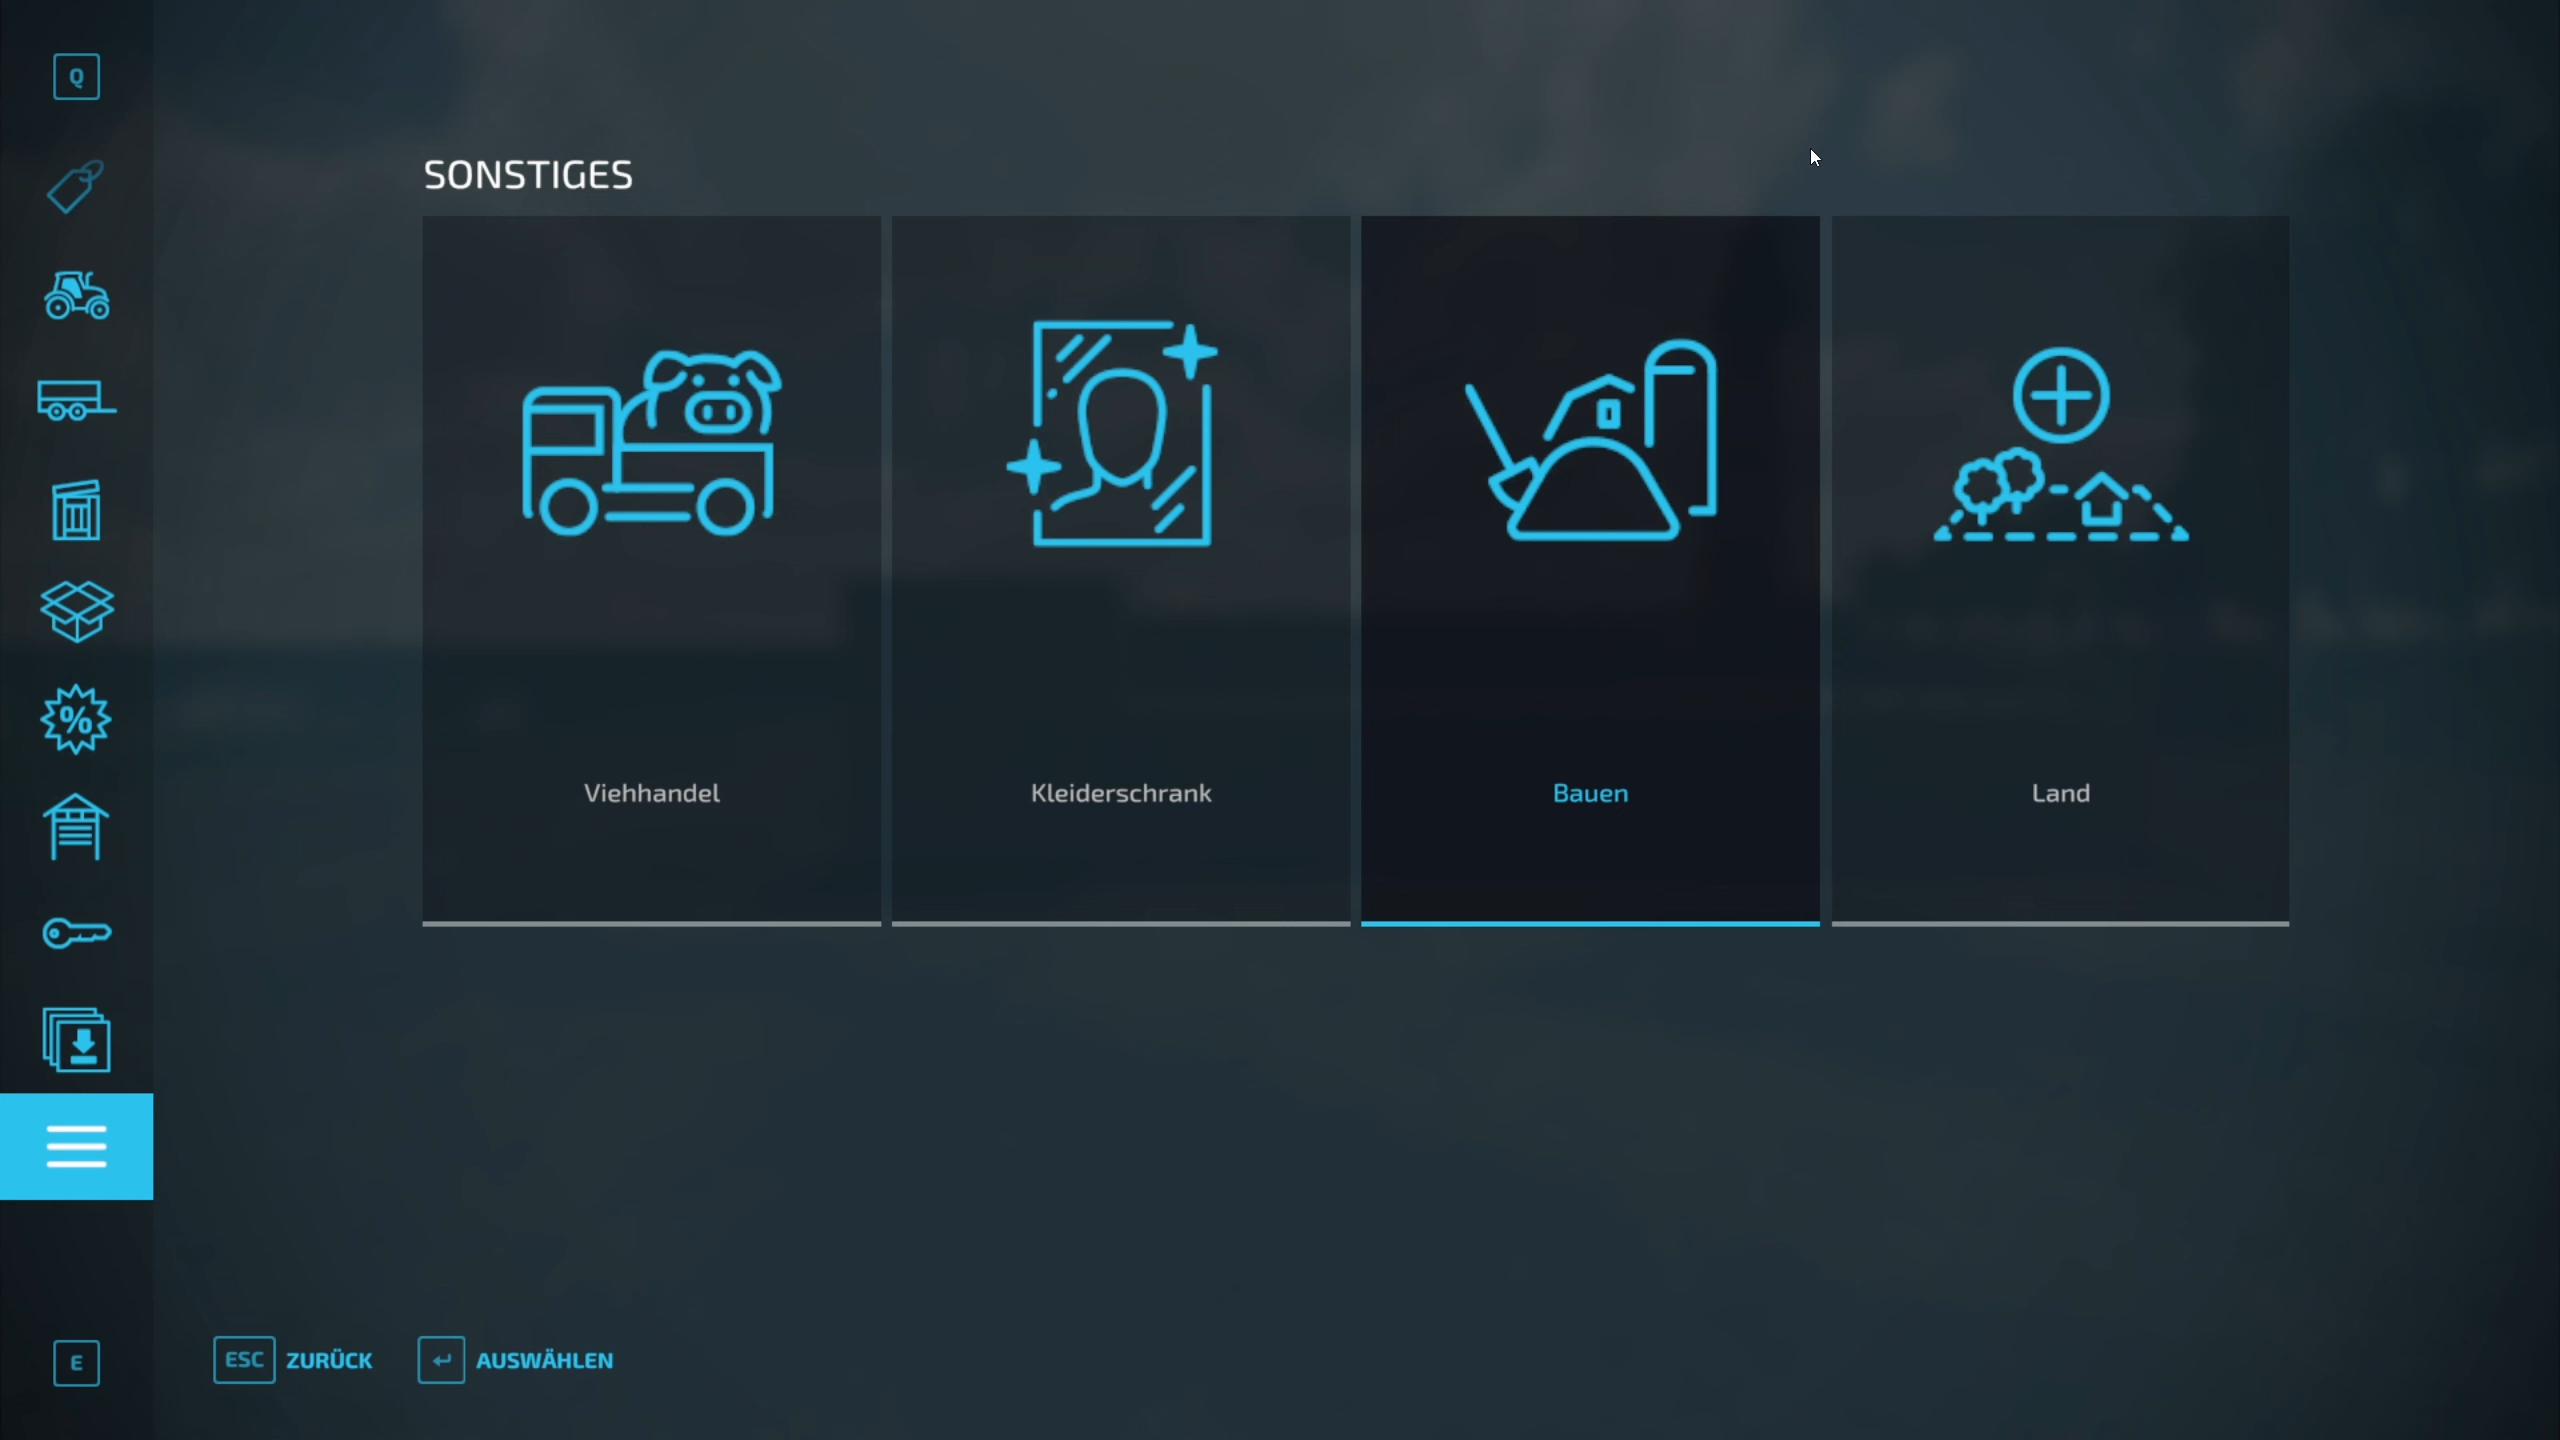 Q
SONSTIGES
Viehhandel
Kleiderschrank
Bauen
Land
%
E
ESC ZURÜCK
AUSWÄHLEN